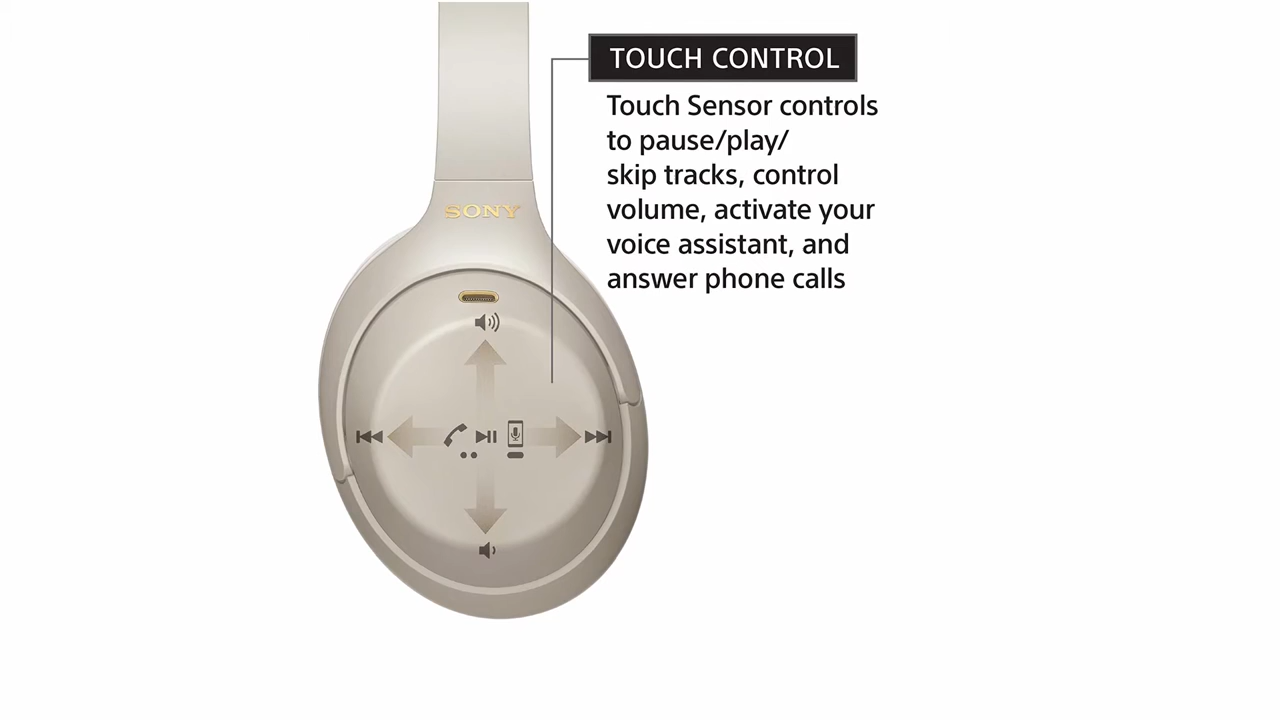 TOUCH CONTROL
Touch Sensor controls
to pause/play/
skip tracks, control
volume, activate your
voice assistant, and
answer phone calls
SONY